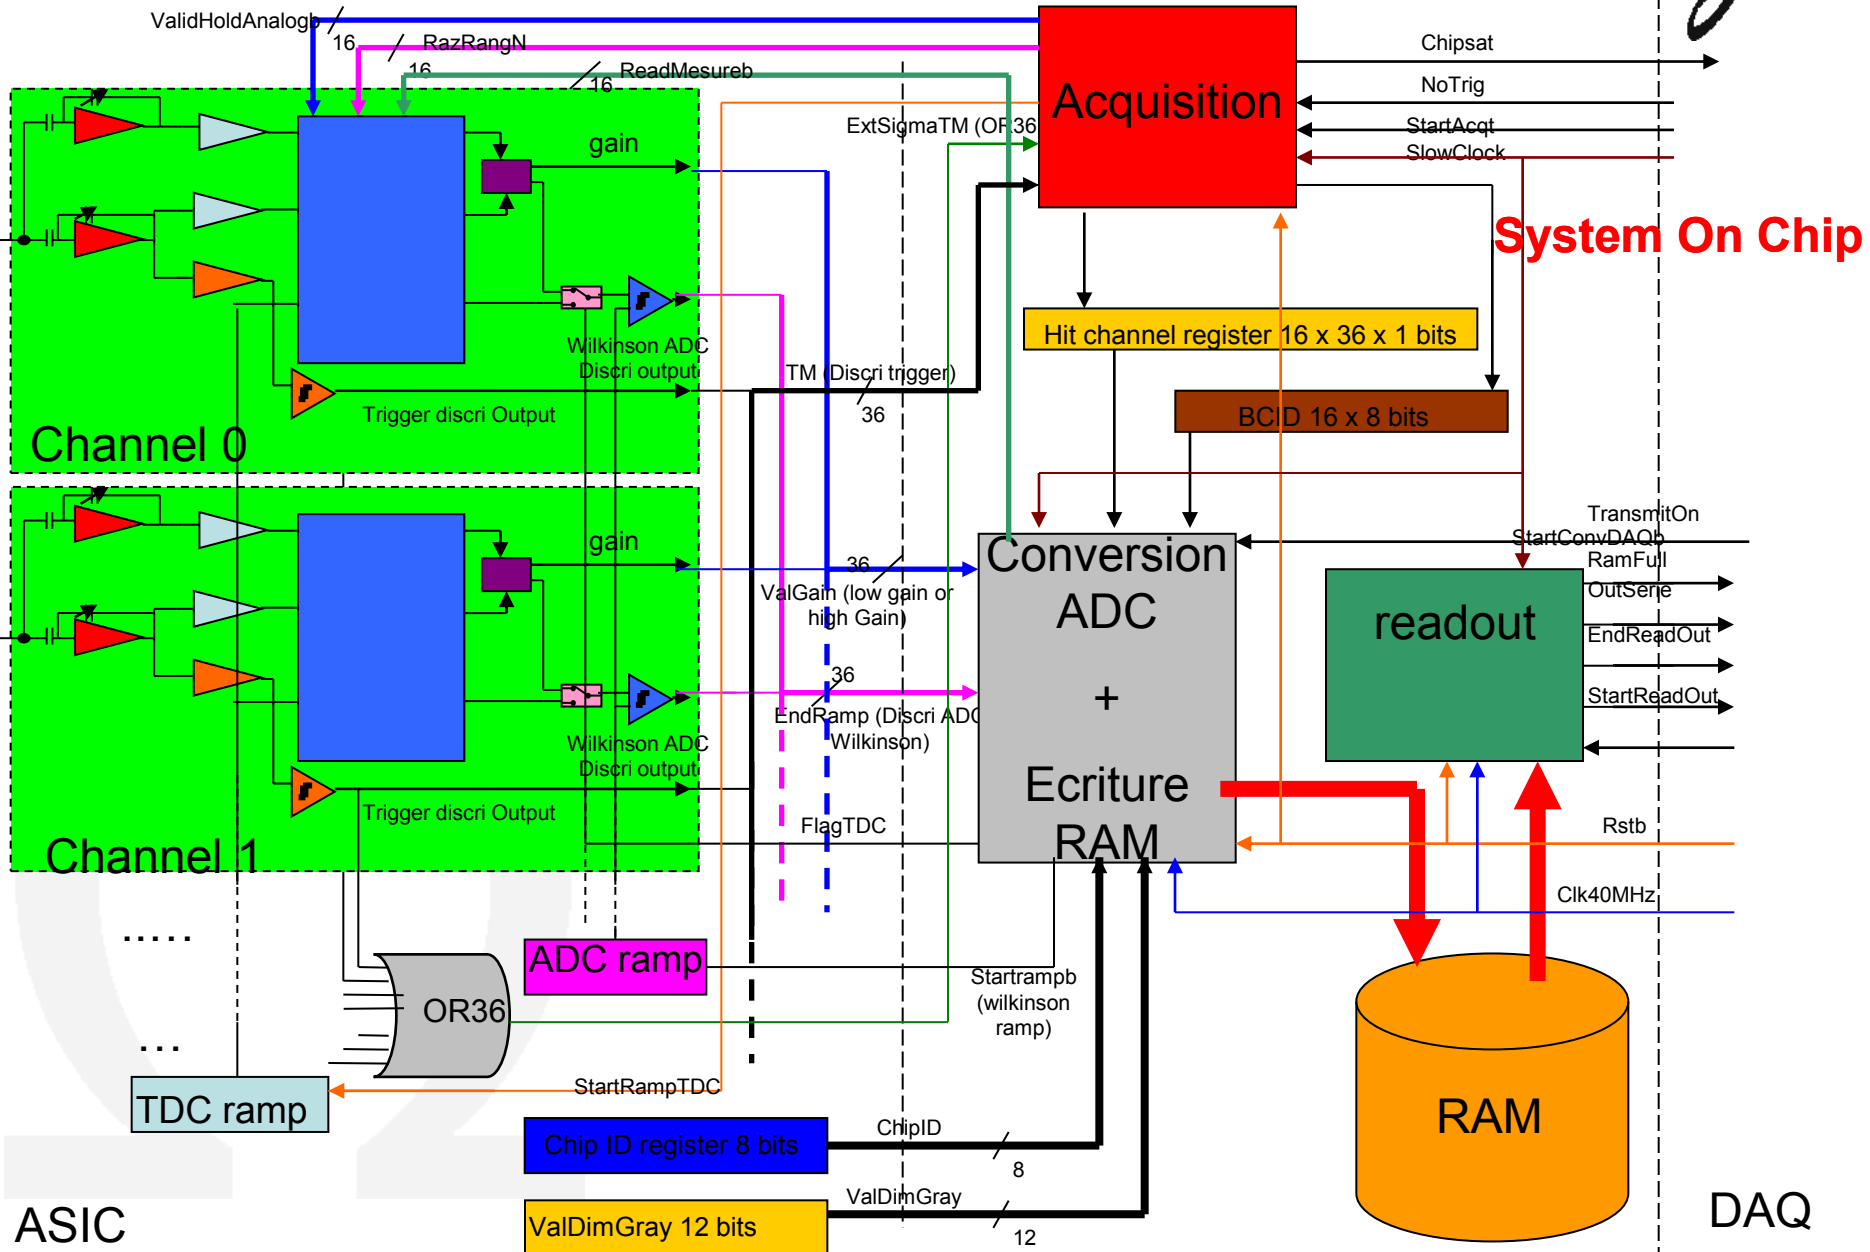 ValidHoldAnalogb
16
RazRangN
16
ReadMesureb
16
Acquisition
Chipsat
NoTrig
StartAcqt
SlowClock
ExtSigmaTM (OR36
gain
System On Chip
Hit channel register 16 x 36 x 1 bits
BCID 16 x 8 bits
Wilkinson ADC
Discri output
Trigger discri Output
TM (Discri trigger)
36
Channel 0
gain
Conversion
ADC
+
Ecriture
RAM
36
ValGain (low gain or
high Gain)
36
EndRamp (Discri ADC
Wilkinson)
TransmitOn
StartConvDAQb
RamFull
OutSerie
EndReadOut
StartReadOut
readout
Wilkinson ADC
Discri output
Trigger discri Output
Channel 1
FlagTDC
Rstb
Clk40MHz
.....
ADC ramp
OR36
Startrampb
(wilkinson
ramp)
...
TDC ramp
StartRampTDC
RAM
Chip ID register 8 bits
ChipID
8
ValDimGray 12 bits
ValDimGray
12
ASIC
DAQ